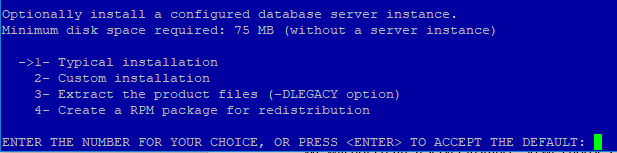 Optionally install a configured database server instance.
Minimum disk space required: 75 MB (without a server instance)
->1- Typical installation
2- Custom installation
3- Extract the product files (-DLEGACY option)
4- Create a RPM package for redistribution
ENTER THE NUMBER FOR YOUR CHOICE, OR PRESS <ENTER> TO ACCEPT THE DEFAULT: